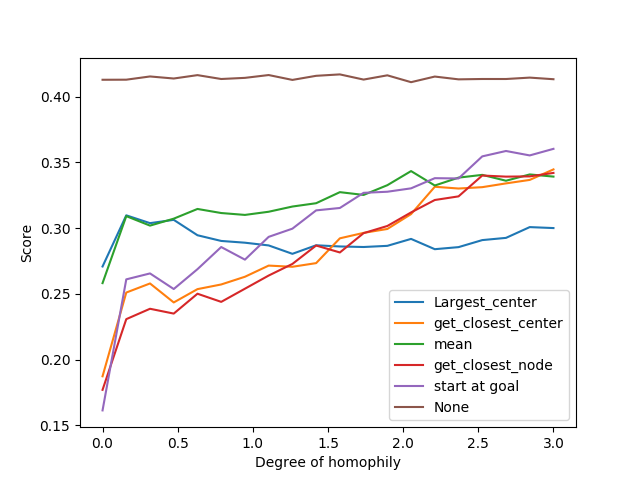 0.40
0.35
0.30
0.25
0.20
0.15
Score
0.0
0.5
1.0
1.5
2.0
2.5
3.0
Degree of homophily
Largest_center
get_closest_center
mean
get_closest_node
start at goal
None